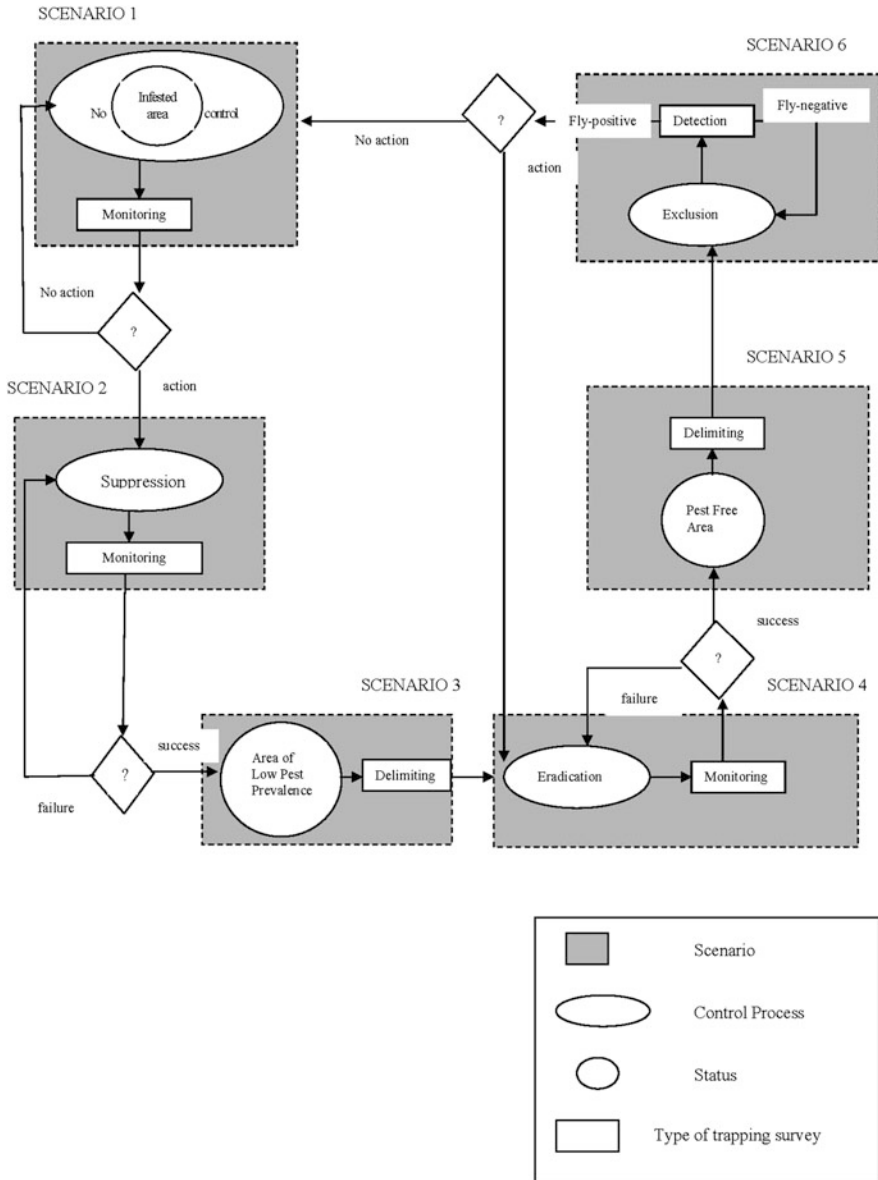 SCENARIO 1
No
Infested
area
control
Monitoring
No action
?
action
SCENARIO 2
Suppression
Monitoring
?
success
failure
SCENARIO 3
Area of
Low Pest
Prevalence
Delimiting
SCENARIO 4
Eradication
Monitoring
failure
?
success
SCENARIO 5
Pest Free
Area
Delimiting
SCENARIO 6
Exclusion
Detection
Fly-negative
Fly-positive
?
No action
action
Scenario
Control Process
Status
Type of trapping survey